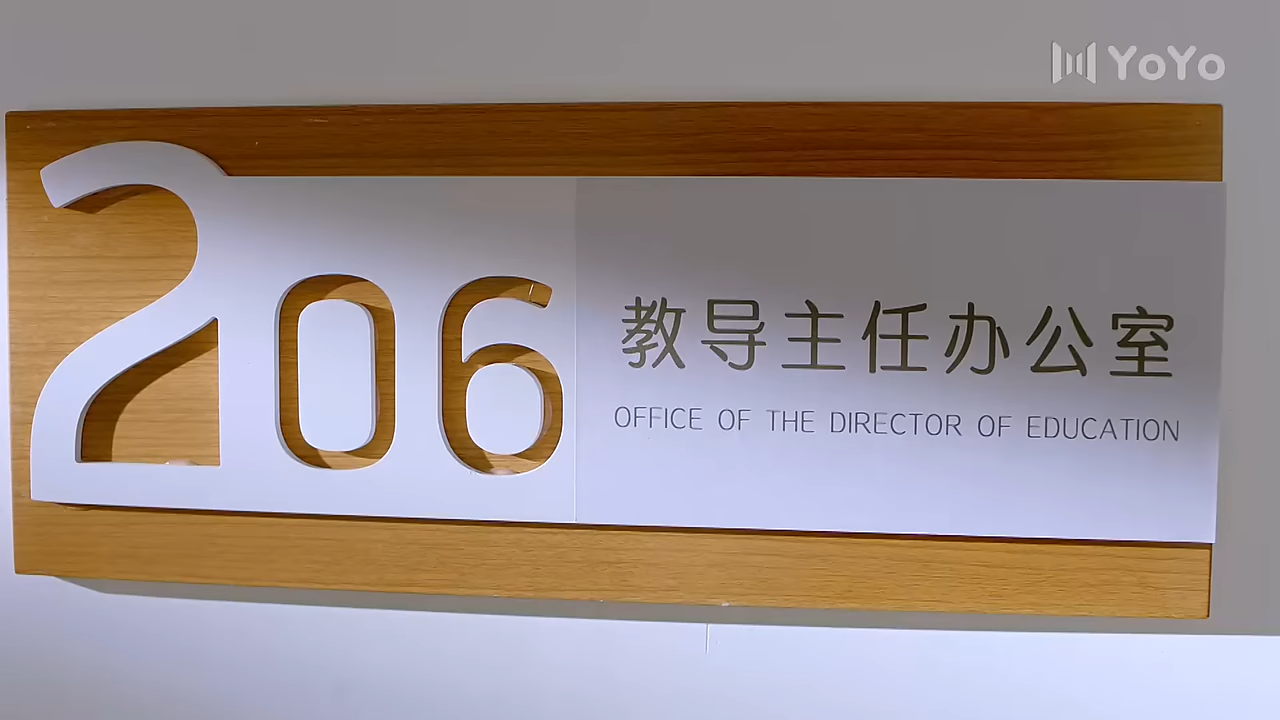 YoYo
206
教导主任办公室
OFFICE OF THE DIRECTOR OF EDUCATION